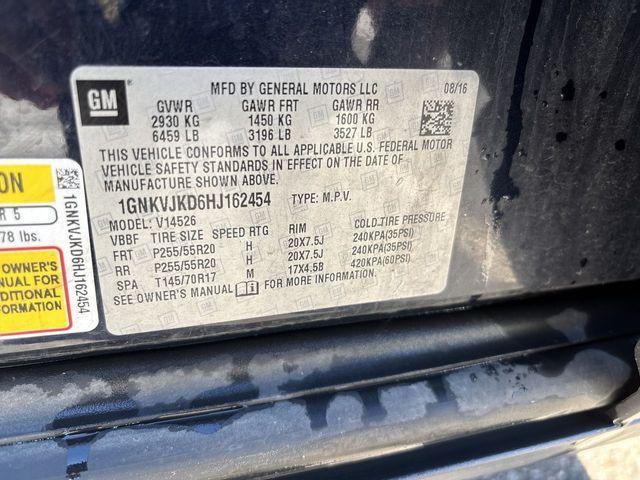 MFD BY GENERAL MOTORS LLC 08/16
GM
GVWR GAWR FRT GAWR RR
2930 KG 1450 KG 1600 KG
6459 LB 3196 LB 3527 LB
THIS VEHICLE CONFORMS TO ALL APPLICABLE U.S. FEDERAL MOTOR
VEHICLE SAFETY STANDARDS IN EFFECT ON THE DATE OF
MANUFACTURE SHOWN ABOVE.
1GNKVJKD6HJ162454 TYPE: M.P.V.
V14526
VBBF TIRE SIZE SPEED RTG RIM COLD TIRE PRESSURE
FRT P255/55R20 H 20X7.5J 240KPA(35PSI)
RR P255/55R20 H 20X7.5J 240KPA(35PSI)
SPA T145/70R17 M 17X4.5B 420KPA(60PSI)
SEE OWNER'S MANUAL FOR MORE INFORMATION.
ON
R 5
78 lbs.
OWNER'S
NUAL FOR
DITIONAL
ORMATION
1GNKVJKD6HJ162454